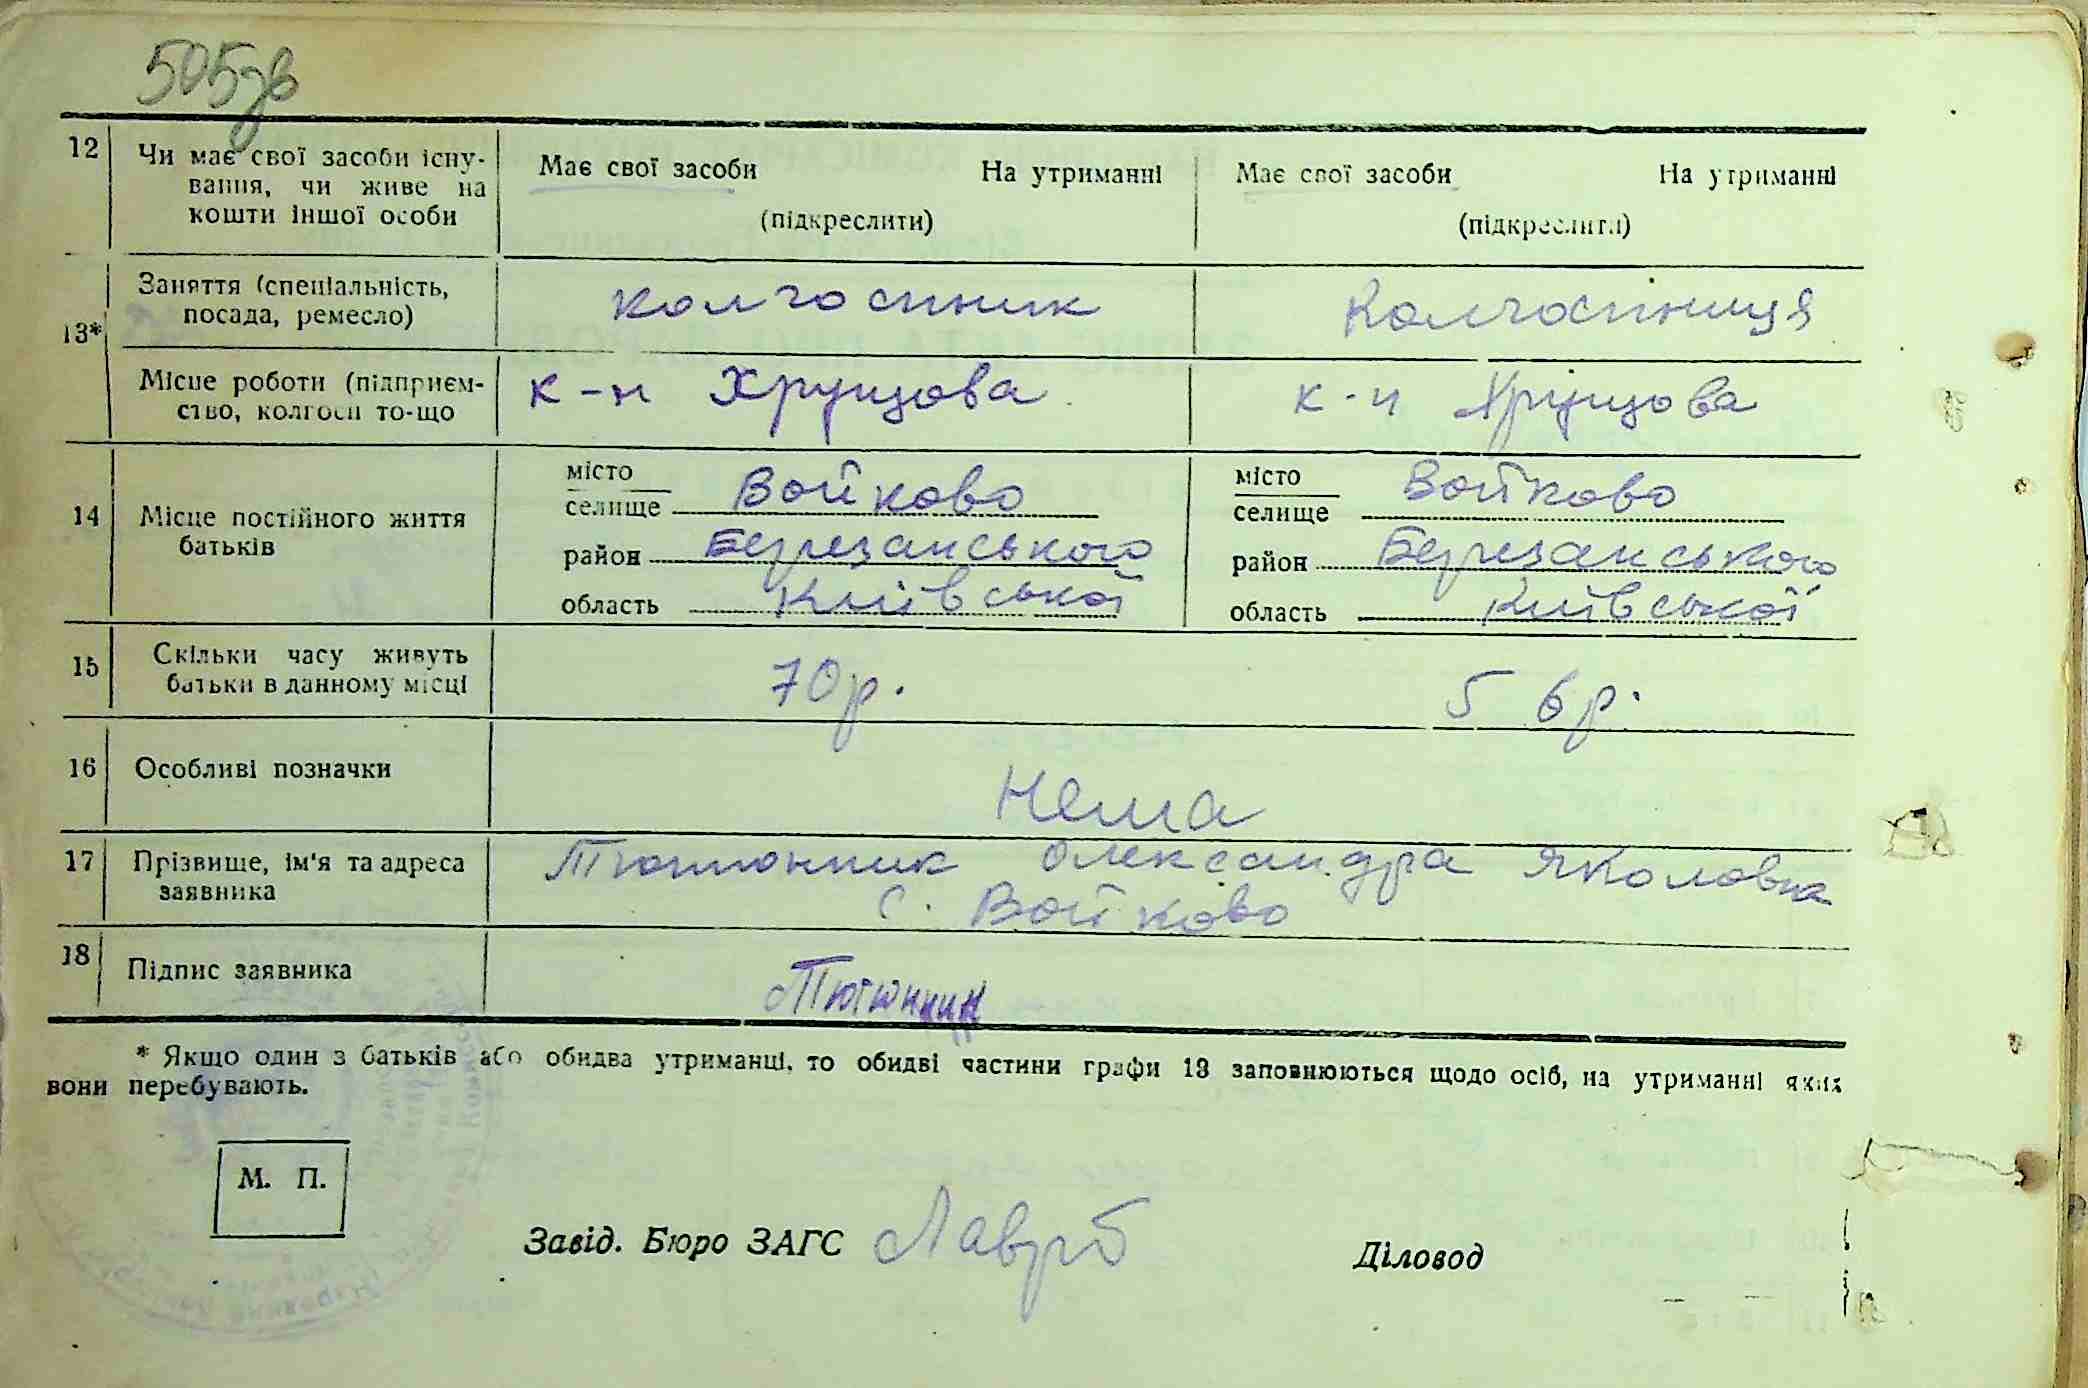 505зв
12 Чи має свої засоби існу-
вання, чи живе на
кошти іншої особи
Має свої засоби На утриманні
(підкреслити)
Має свої засоби На утриманні
(підкреслити)
13* Заняття (спеціальність,
посада, ремесло)
колгоспник
колгоспниця
Місце роботи (підприєм-
ство, колгосп то-що
к-п Хрущова
к-п Хрущова
14 Місце постійного життя
батьків
місто
селище Войково
район Березанського
область Київської
місто
селище Войково
район Березанського
область Київської
15 Скільки часу живуть
батьки в данному місці
70р.
56р.
16 Особливі позначки
Нема
17 Прізвище, ім'я та адреса
заявника
Тютюнник Олександра Яколовна
с. Войково
18 Підпис заявника
Тютюнник
* Якщо один з батьків або обидва утриманці, то обидві частини графи 13 заповнюються щодо осіб, на утриманні яких
вони перебувають.
М. П.
Завід. Бюро ЗАГС
Діловод